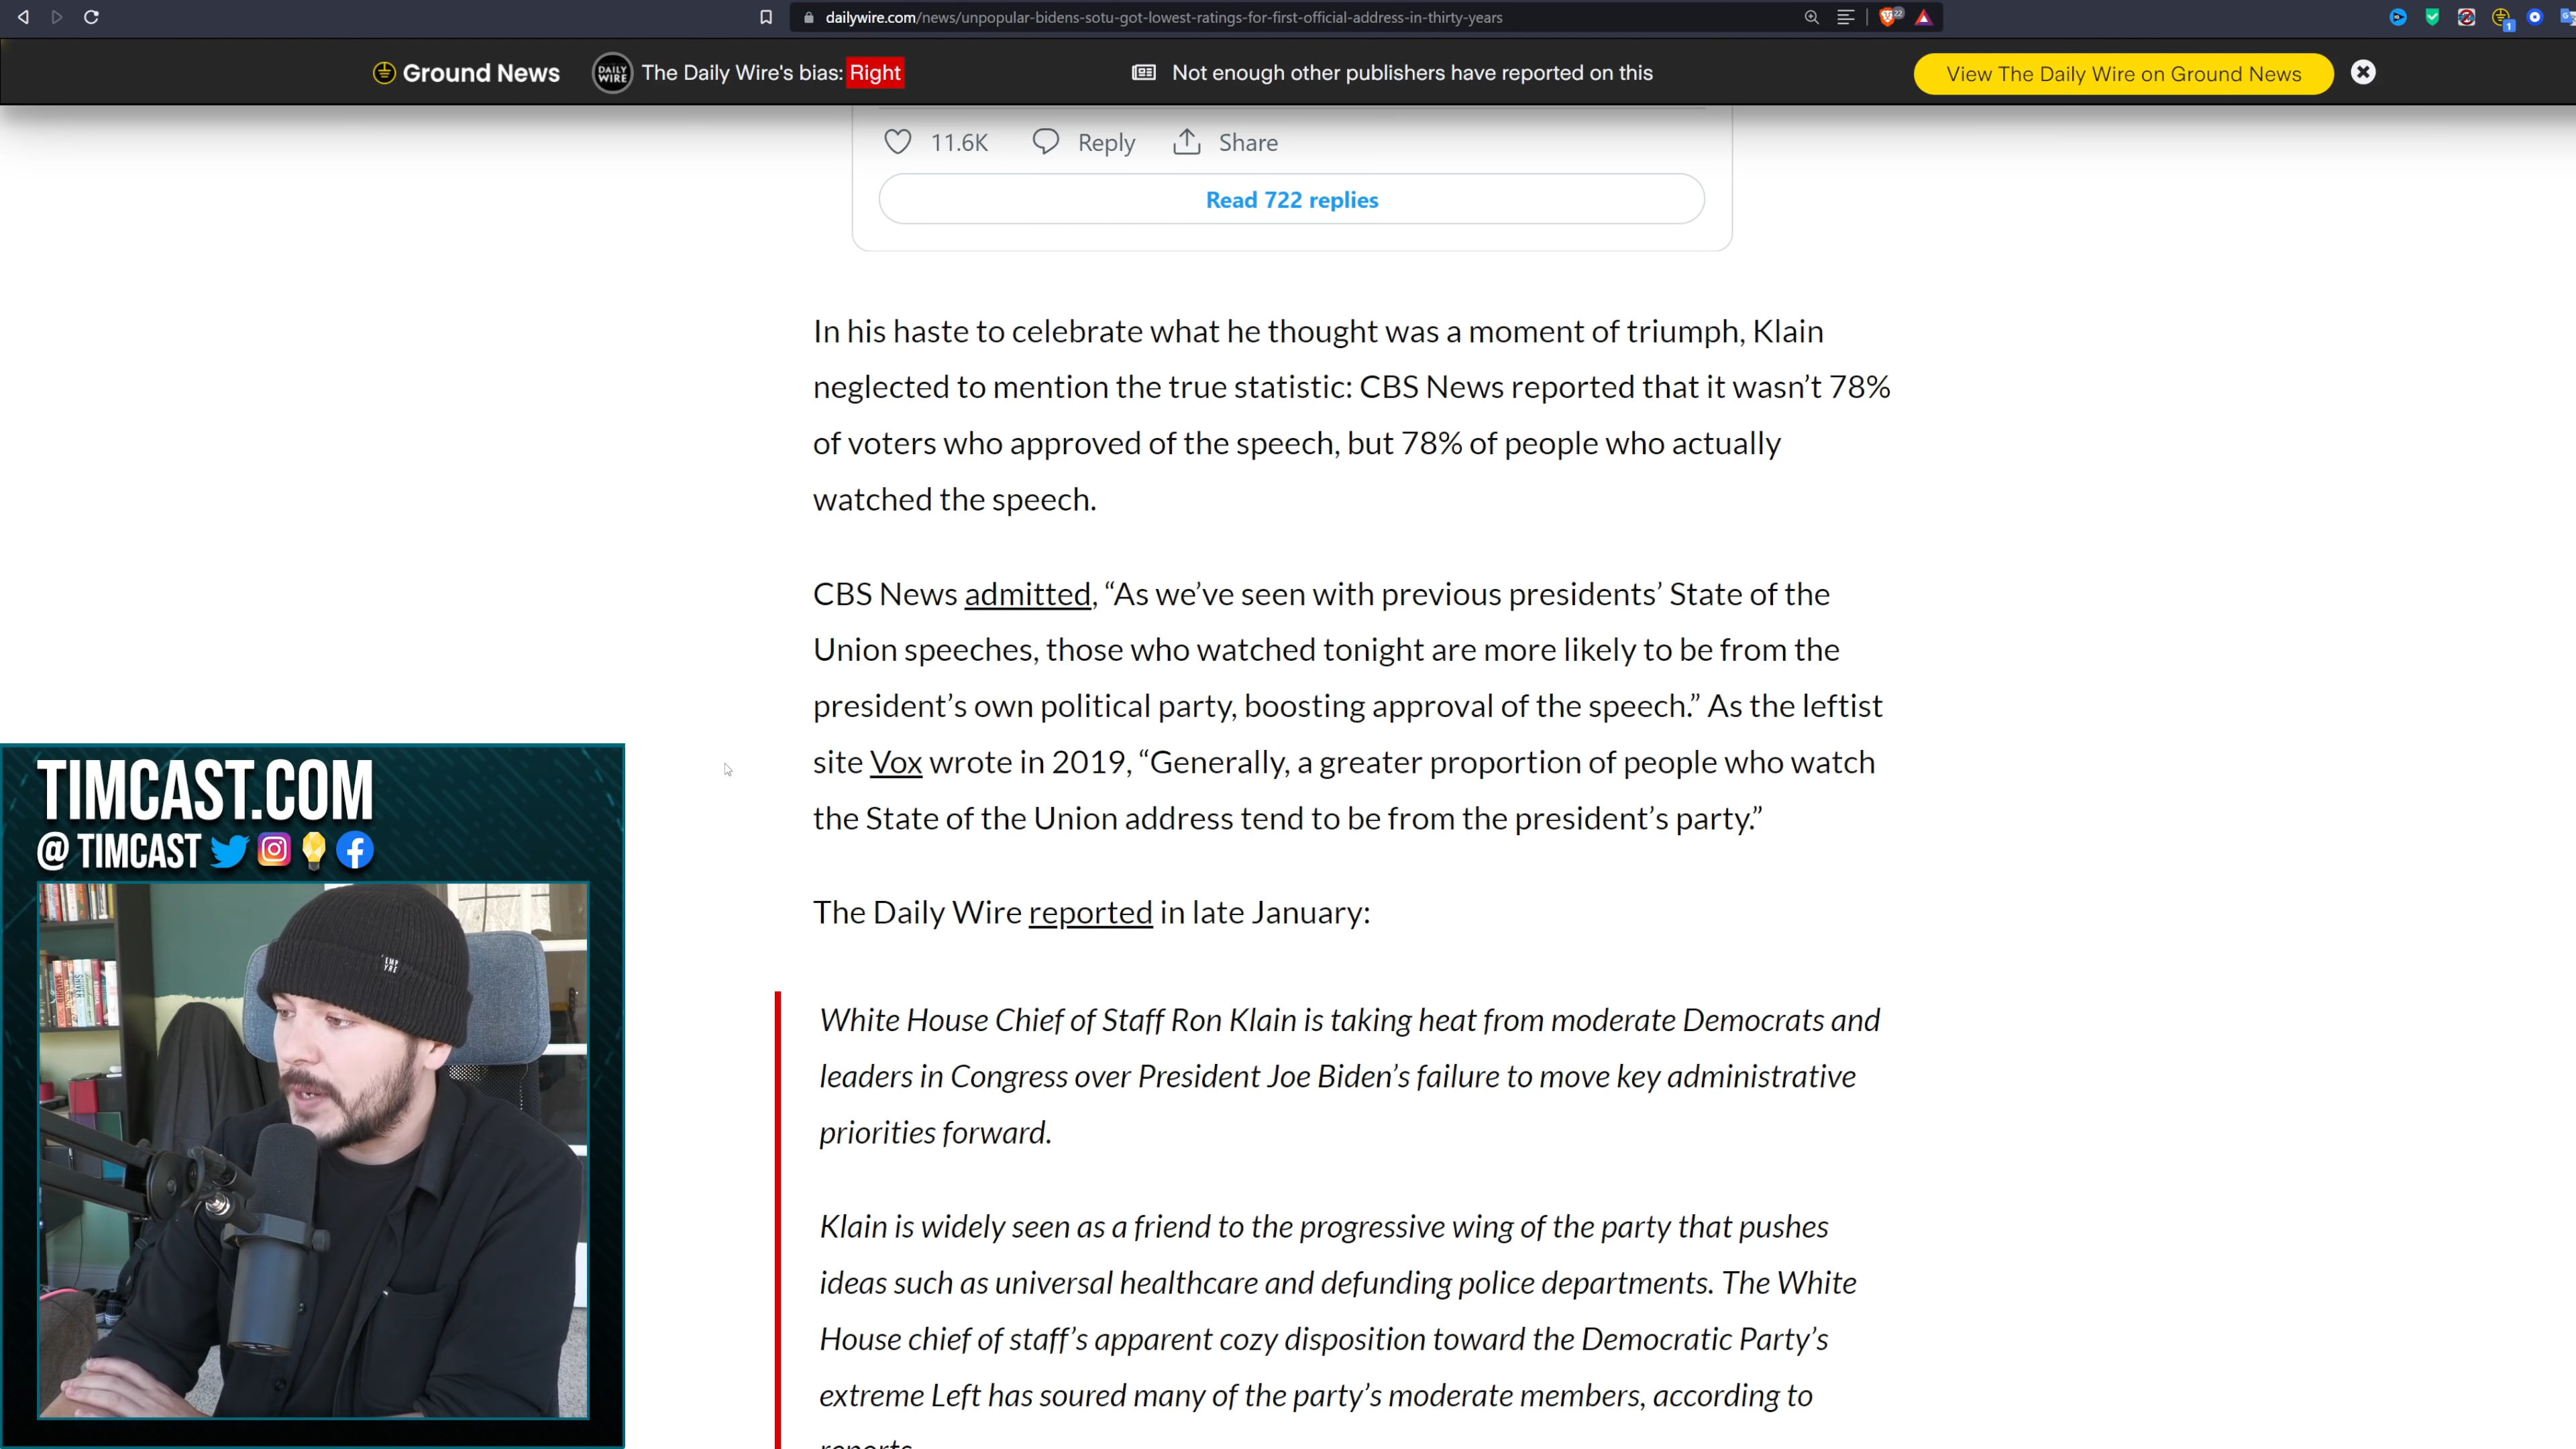 dailywire.com/news/unpopular-bidens-sotu-got-lowest-ratings-for-first-official-address-in-thirty-years
22
1
Ground News
DAILY WIRE
The Daily Wire's bias: Right
Not enough other publishers have reported on this
View The Daily Wire on Ground News
11.6K
Reply
Share
Read 722 replies
In his haste to celebrate what he thought was a moment of triumph, Klain
neglected to mention the true statistic: CBS News reported that it wasn’t 78%
of voters who approved of the speech, but 78% of people who actually
watched the speech.
CBS News admitted, “As we’ve seen with previous presidents’ State of the
Union speeches, those who watched tonight are more likely to be from the
president’s own political party, boosting approval of the speech.” As the leftist
site Vox wrote in 2019, “Generally, a greater proportion of people who watch
the State of the Union address tend to be from the president’s party.”
The Daily Wire reported in late January:
White House Chief of Staff Ron Klain is taking heat from moderate Democrats and
leaders in Congress over President Joe Biden’s failure to move key administrative
priorities forward.
Klain is widely seen as a friend to the progressive wing of the party that pushes
ideas such as universal healthcare and defunding police departments. The White
House chief of staff’s apparent cozy disposition toward the Democratic Party’s
extreme Left has soured many of the party’s moderate members, according to
reports
TIMCAST.COM
@ TIMCAST